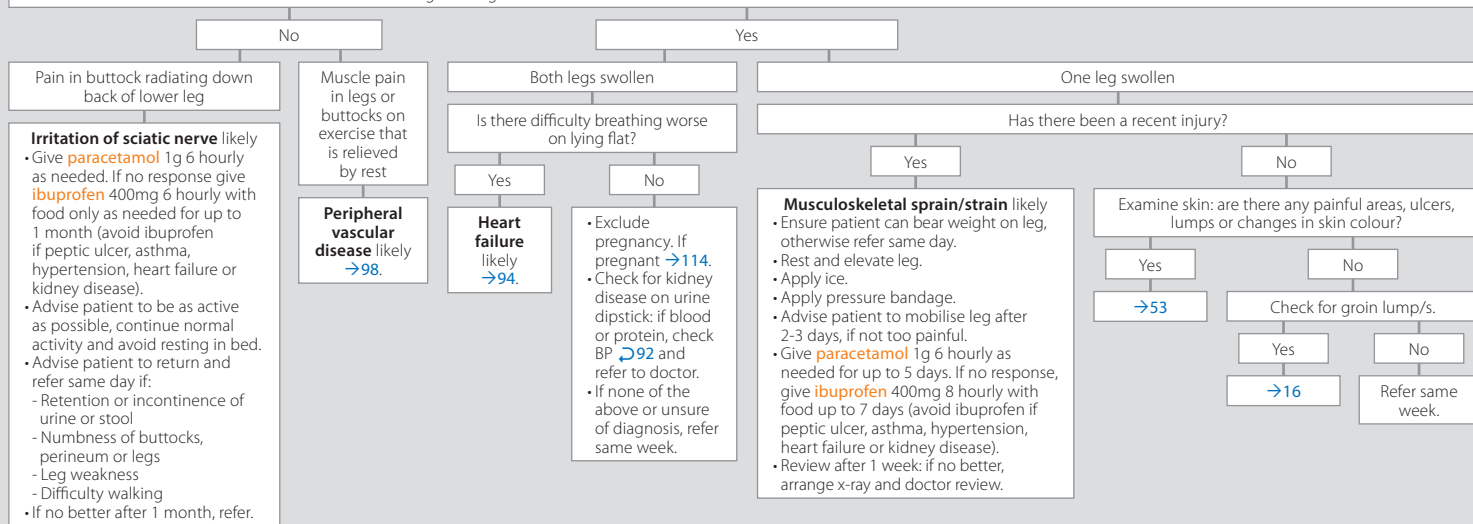 No
Yes
Pain in buttock radiating down
back of lower leg
Muscle pain
in legs or
buttocks on
exercise that
is relieved
by rest
Both legs swollen
One leg swollen
Irritation of sciatic nerve likely
• Give paracetamol 1g 6 hourly
as needed. If no response give
ibuprofen 400mg 6 hourly with
food only as needed for up to
1 month (avoid ibuprofen
if peptic ulcer, asthma,
hypertension, heart failure or
kidney disease).
• Advise patient to be as active
as possible, continue normal
activity and avoid resting in bed.
• Advise patient to return and
refer same day if:
- Retention or incontinence of
urine or stool
- Numbness of buttocks,
perineum or legs
- Leg weakness
- Difficulty walking
• If no better after 1 month, refer.
Peripheral
vascular
disease likely
→98.
Is there difficulty breathing worse
on lying flat?
Yes
No
Heart
failure
likely
→94.
• Exclude
pregnancy. If
pregnant →114.
• Check for kidney
disease on urine
dipstick: if blood
or protein, check
BP ⮌92 and
refer to doctor.
• If none of the
above or unsure
of diagnosis, refer
same week.
Has there been a recent injury?
Yes
No
Musculoskeletal sprain/strain likely
• Ensure patient can bear weight on leg,
otherwise refer same day.
• Rest and elevate leg.
• Apply ice.
• Apply pressure bandage.
• Advise patient to mobilise leg after
2-3 days, if not too painful.
• Give paracetamol 1g 6 hourly as
needed for up to 5 days. If no response,
give ibuprofen 400mg 8 hourly with
food up to 7 days (avoid ibuprofen if
peptic ulcer, asthma, hypertension,
heart failure or kidney disease).
• Review after 1 week: if no better,
arrange x-ray and doctor review.
Examine skin: are there any painful areas, ulcers,
lumps or changes in skin colour?
Yes
No
→53
Check for groin lump/s.
Yes
No
→16
Refer same
week.